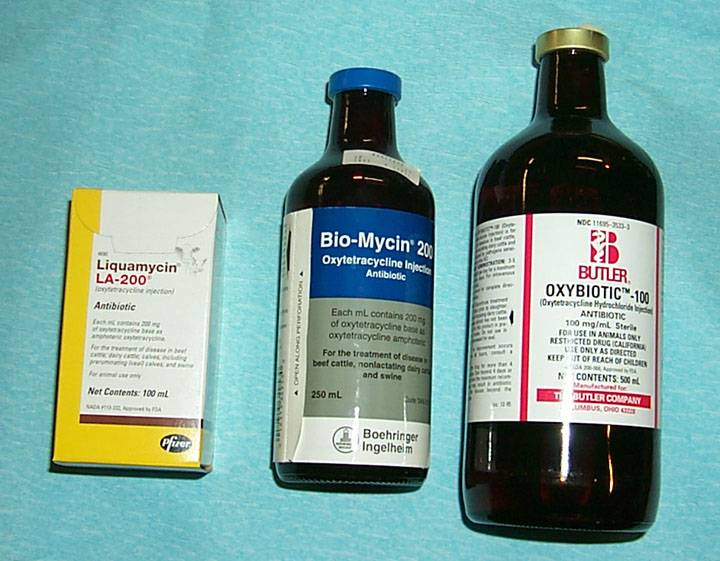 Liquamycin®
LA-200®
(oxytetracycline injection)
Antibiotic
Each mL contains 200 mg
of oxytetracycline base as
amphoteric oxytetracycline.
For the treatment of disease in beef
cattle, dairy cattle, calves, including
preruminating (veal) calves, and swine
For animal use only
Net Contents: 100 mL
NADA #113-232, Approved by FDA
Pfizer
Bio-Mycin® 200
Oxytetracycline Injection
Antibiotic
Each mL contains 200 mg
of oxytetracycline base as
oxytetracycline amphoteric
For the treatment of disease in
beef cattle, nonlactating dairy
and swine
250 mL
Boehringer
Ingelheim
OPEN ALONG PERFORATION
NDC 11695-3533-3
BUTLER
OXYBIOTIC™-100
(Oxytetracycline Hydrochloride Injection)
ANTIBIOTIC
100 mg/mL Sterile
FOR USE IN ANIMALS ONLY
RESTRICTED DRUG (CALIFORNIA)
USE ONLY AS DIRECTED
KEEP OUT OF REACH OF CHILDREN
Approved by FDA
NET CONTENTS: 500 mL
Manufactured for:
THE BUTLER COMPANY
COLUMBUS, OHIO 43228